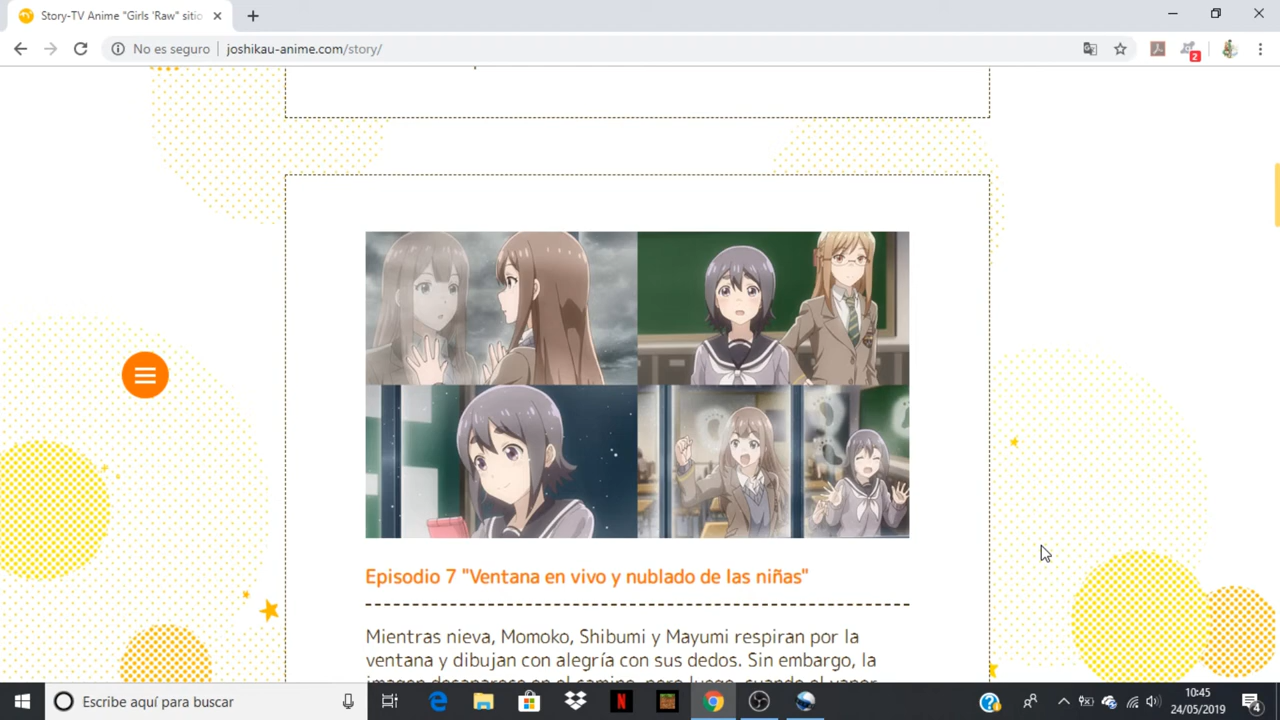 Story-TV Anime "Girls 'Raw" sitio
No es seguro
joshikau-anime.com/story/
2
Episodio 7 "Ventana en vivo y nublado de las niñas"
Mientras nieva, Momoko, Shibumi y Mayumi respiran por la
ventana y dibujan con alegría con sus dedos. Sin embargo, la
Escribe aquí para buscar
10:45
24/05/2019
4